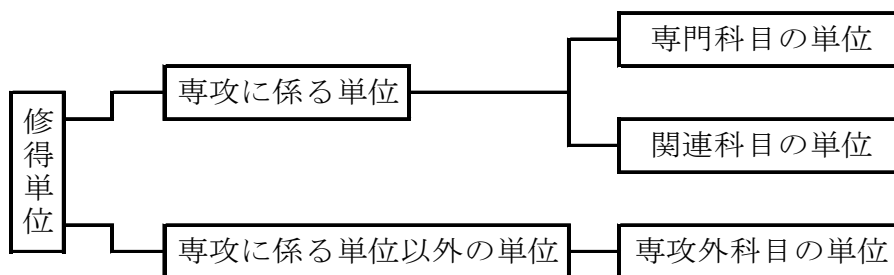 修得単位
専攻に係る単位
専門科目の単位
関連科目の単位
専攻に係る単位以外の単位
専攻外科目の単位